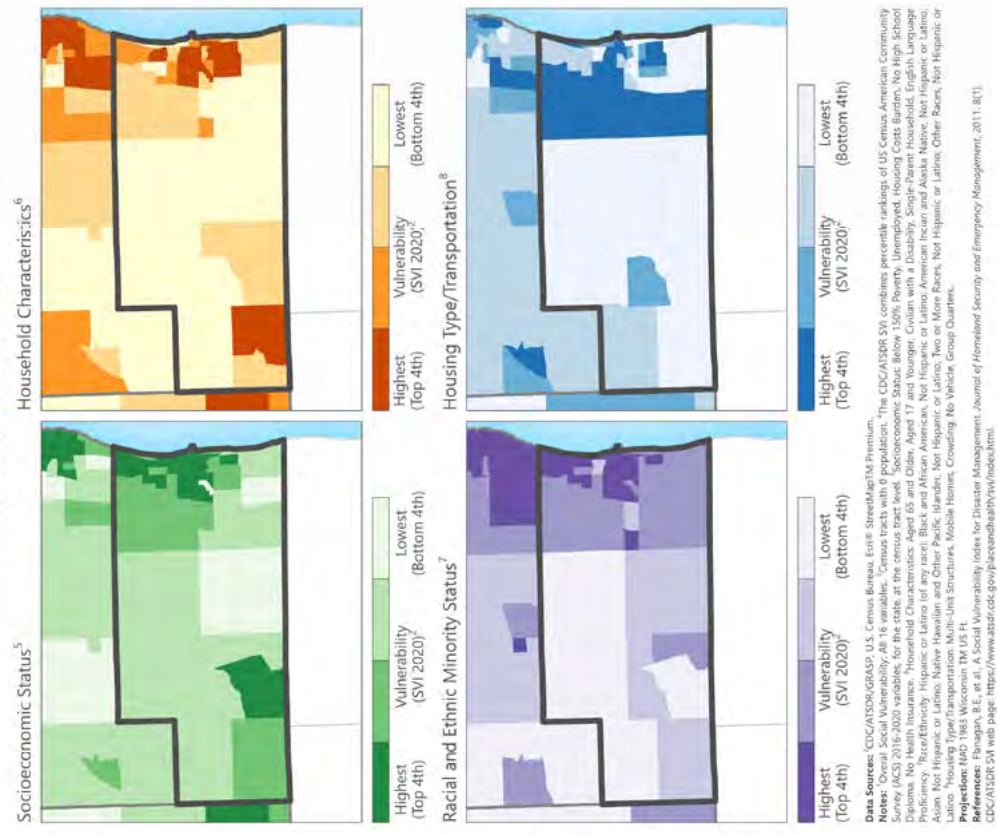 Socioeconomic Status⁵
Highest
(Top 4th)
Vulnerability
(SVI 2020)²
Lowest
(Bottom 4th)
Household Characteris:ics⁶
Highest
(Top 4th)
Vulnerability
(SVI 2020)²
Lowest
(Bottom 4th)
Racial and Ethnic Minority Status⁷
Highest
(Top 4th)
Vulnerability
(SVI 2020)²
Lowest
(Bottom 4th)
Housing Type/Transportation⁸
Highest
(Top 4th)
Vulnerability
(SVI 2020)²
Lowest
(Bottom 4th)
Data Sources: ²CDC/ATSDR/GRASP, U.S. Census Bureau, Esri® StreetMapTM Premium.
Notes: ¹Overall Social Vulnerability: All 16 variables. ³Census tracts with 0 population. ⁴The CDC/ATSDR SVI combines percentile rankings of US Census American Community
Survey (ACS) 2016-2020 variables, for the state, at the census tract level. ⁵Socioeconomic Status: Below 150% Poverty, Unemployed, Housing Costs Burden, No High School
Diploma, No Health Insurance. ⁶Household Characteristics: Aged 65 and Older, Aged 17 and Younger, Civilian with a Disability, Single-Parent Household, English Language
Proficiency. ⁷Race/Ethnicity: Hispanic or Latino (of any race); Black and African American, Not Hispanic or Latino; American Indian and Alaska Native, Not Hispanic or Latino;
Asian, Not Hispanic or Latino; Native Hawaiian and Other Pacific Islander, Not Hispanic or Latino; Two or More Races, Not Hispanic or Latino; Other Races, Not Hispanic or
Latino. ⁸Housing Type/Transportation: Multi-Unit Structures, Mobile Homes, Crowding, No Vehicle, Group Quarters.
Projection: NAD 1983 Wisconsin TM US Ft.
References: Flanagan, B.E., et al., A Social Vulnerability Index for Disaster Management. Journal of Homeland Security and Emergency Management, 2011. 8(1).
CDC/ATSDR SVI web page: https://www.atsdr.cdc.gov/placeandhealth/svi/index.html.